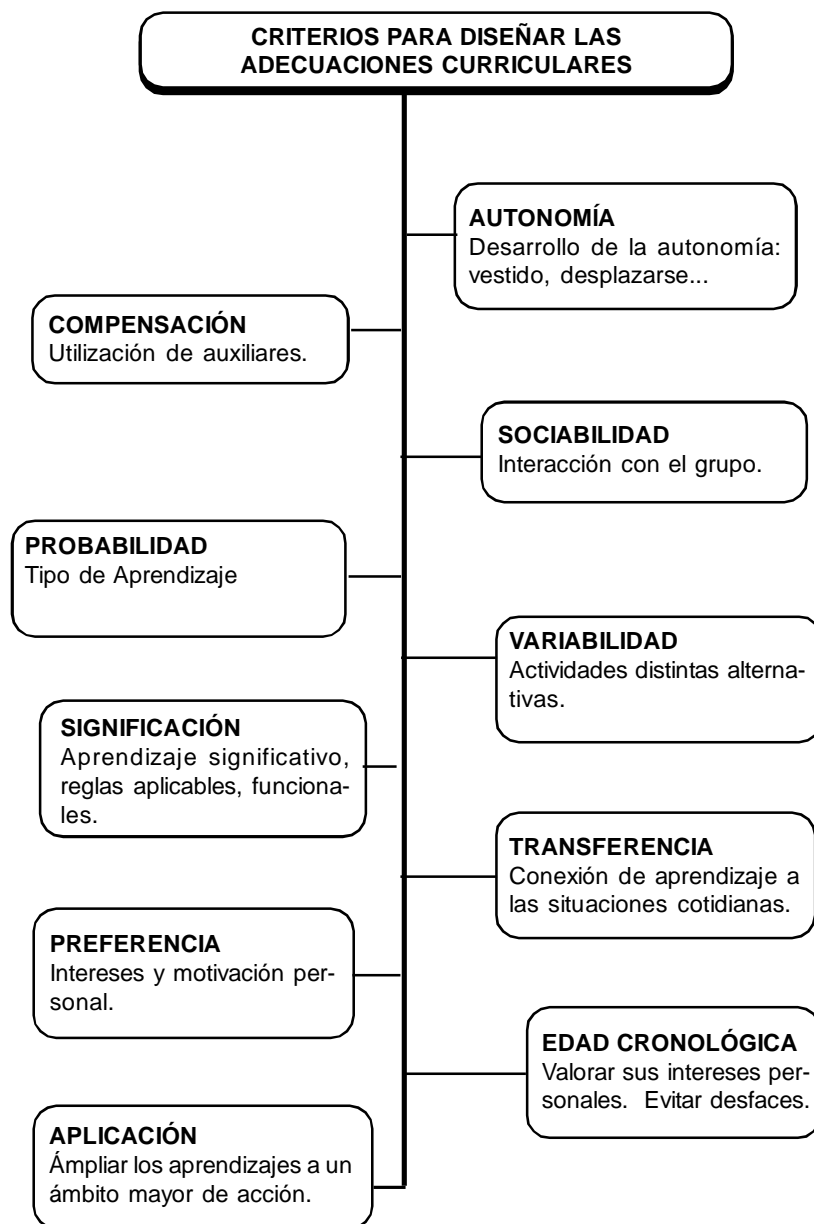 CRITERIOS PARA DISEÑAR LAS
ADECUACIONES CURRICULARES
AUTONOMÍA
Desarrollo de la autonomía:
vestido, desplazarse...
COMPENSACIÓN
Utilización de auxiliares.
SOCIABILIDAD
Interacción con el grupo.
PROBABILIDAD
Tipo de Aprendizaje
VARIABILIDAD
Actividades distintas alterna-
tivas.
SIGNIFICACIÓN
Aprendizaje significativo,
reglas aplicables, funciona-
les.
TRANSFERENCIA
Conexión de aprendizaje a
las situaciones cotidianas.
PREFERENCIA
Intereses y motivación per-
sonal.
EDAD CRONOLÓGICA
Valorar sus intereses per-
sonales. Evitar desfaces.
APLICACIÓN
Ámpliar los aprendizajes a un
ámbito mayor de acción.